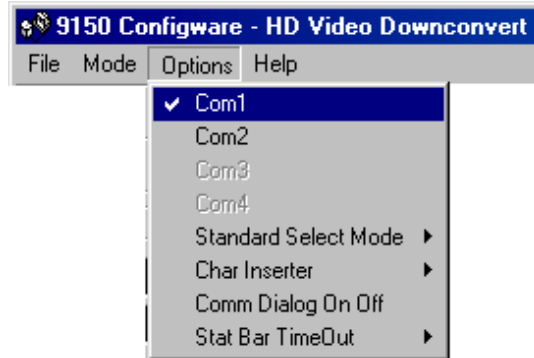 9150 Configware - HD Video Downconvert
File Mode Options Help
Com1
Com2
Com3
Com4
Standard Select Mode
Char Inserter
Comm Dialog On Off
Stat Bar TimeOut